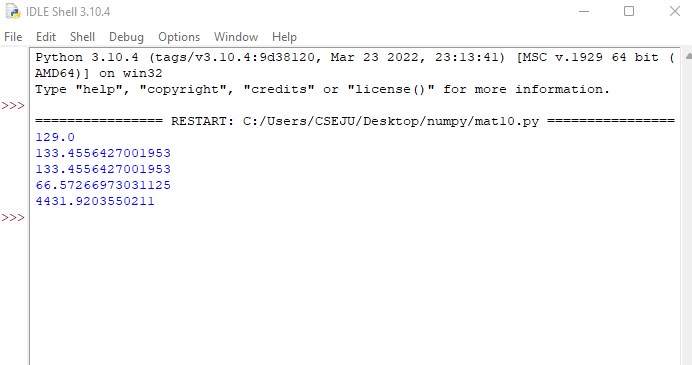 IDLE Shell 3.10.4
File Edit Shell Debug Options Window Help
Python 3.10.4 (tags/v3.10.4:9d38120, Mar 23 2022, 23:13:41) [MSC v.1929 64 bit (
AMD64)] on win32
Type "help", "copyright", "credits" or "license()" for more information.
>>>
================ RESTART: C:/Users/CSEJU/Desktop/numpy/mat10.py ================
129.0
133.4556427001953
133.4556427001953
66.57266973031125
4431.9203550211
>>>